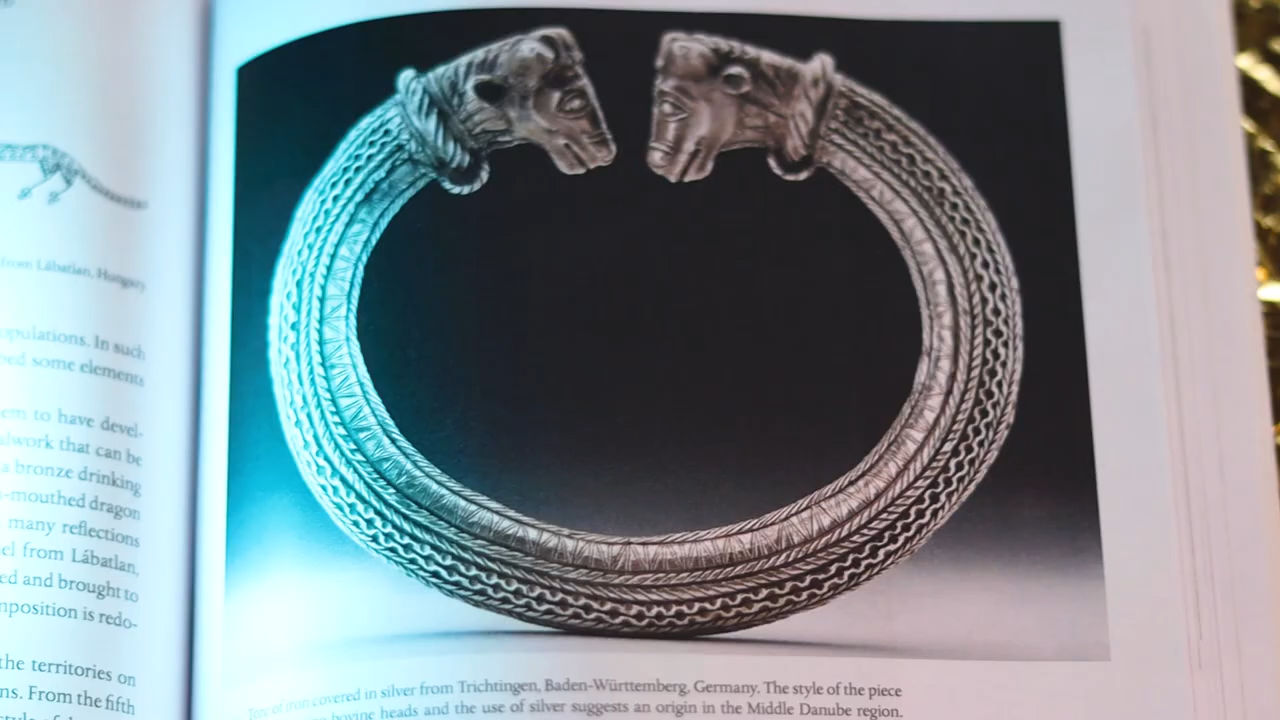 from Lábatlan, Hungary
opulations. In such
ed some elements
em to have devel-
alwork that can be
a bronze drinking
-mouthed dragon
many reflections
el from Lábatlan,
ed and brought to
mposition is redo-
the territories on
ns. From the fifth
Torc of iron covered in silver from Trichtingen, Baden-Württemberg, Germany. The style of the piece
bovine heads and the use of silver suggests an origin in the Middle Danube region.